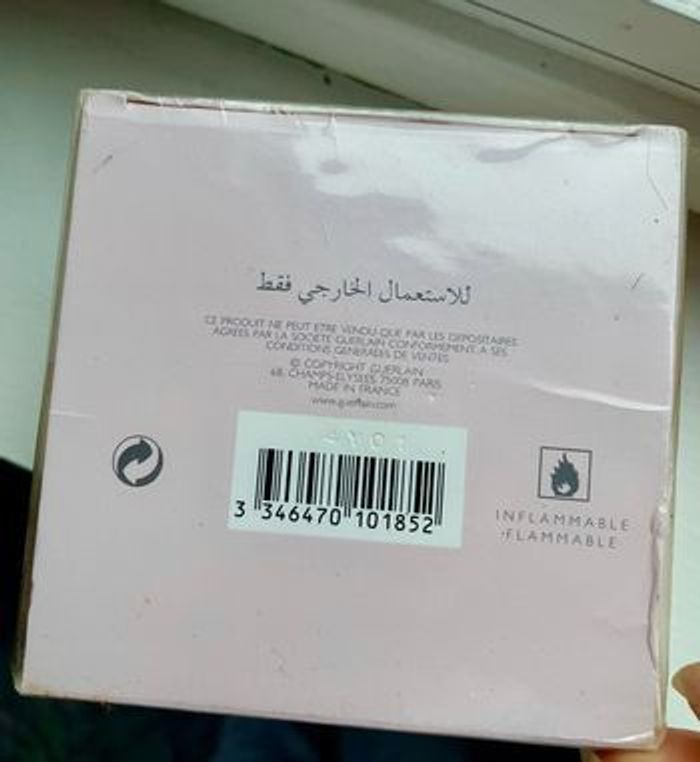 للاستعمال الخارجي فقط
CE PRODUIT NE PEUT ETRE VENDU QUE PAR LES DEPOSITAIRES
AGREES PAR LA SOCIETE GUERLAIN CONFORMEMENT A SES
CONDITIONS GENERALES DE VENTES
© COPYRIGHT GUERLAIN
68, CHAMPS-ELYSEES 75008 PARIS
MADE IN FRANCE
www.guerlain.com
3 346470 101852
INFLAMMABLE
FLAMMABLE